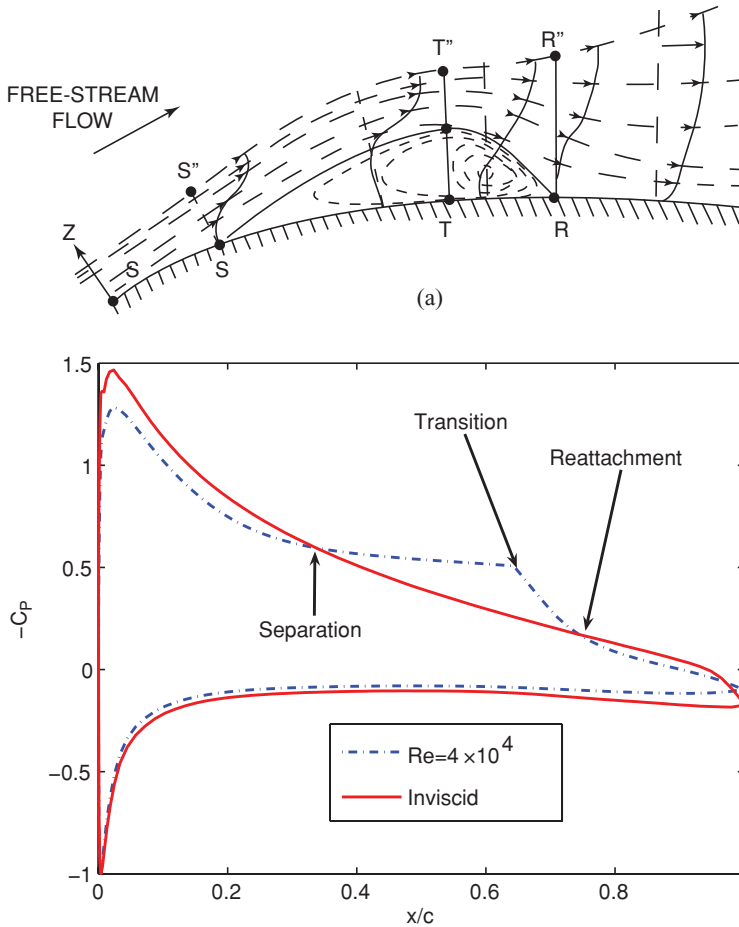 T”
R”
FREE-STREAM
FLOW
S”
Z
S
S
T
R
(a)
1.5
Transition
Reattachment
1
0.5
Separation
-C_P
0
Re=4×10^4
−0.5
Inviscid
−1
0
0.2
0.4
0.6
0.8
x/c